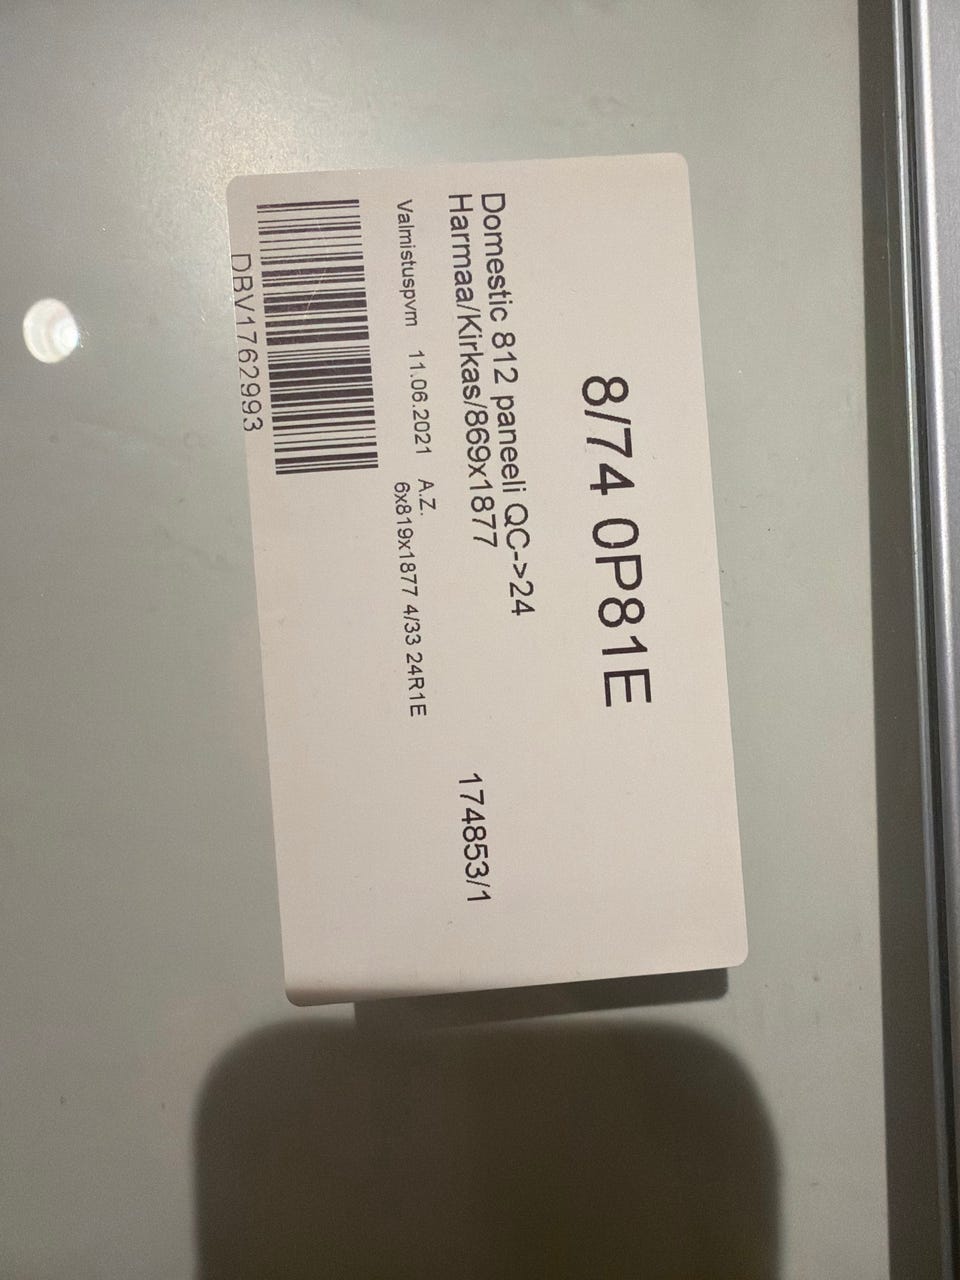 8/74 0P81E
Domestic 812 paneeli QC->24
Harmaa/Kirkas/869x1877
174853/1
Valmistuspvm 11.06.2021 A.Z.
6x819x1877 4/33 24R1E
DBV1762993